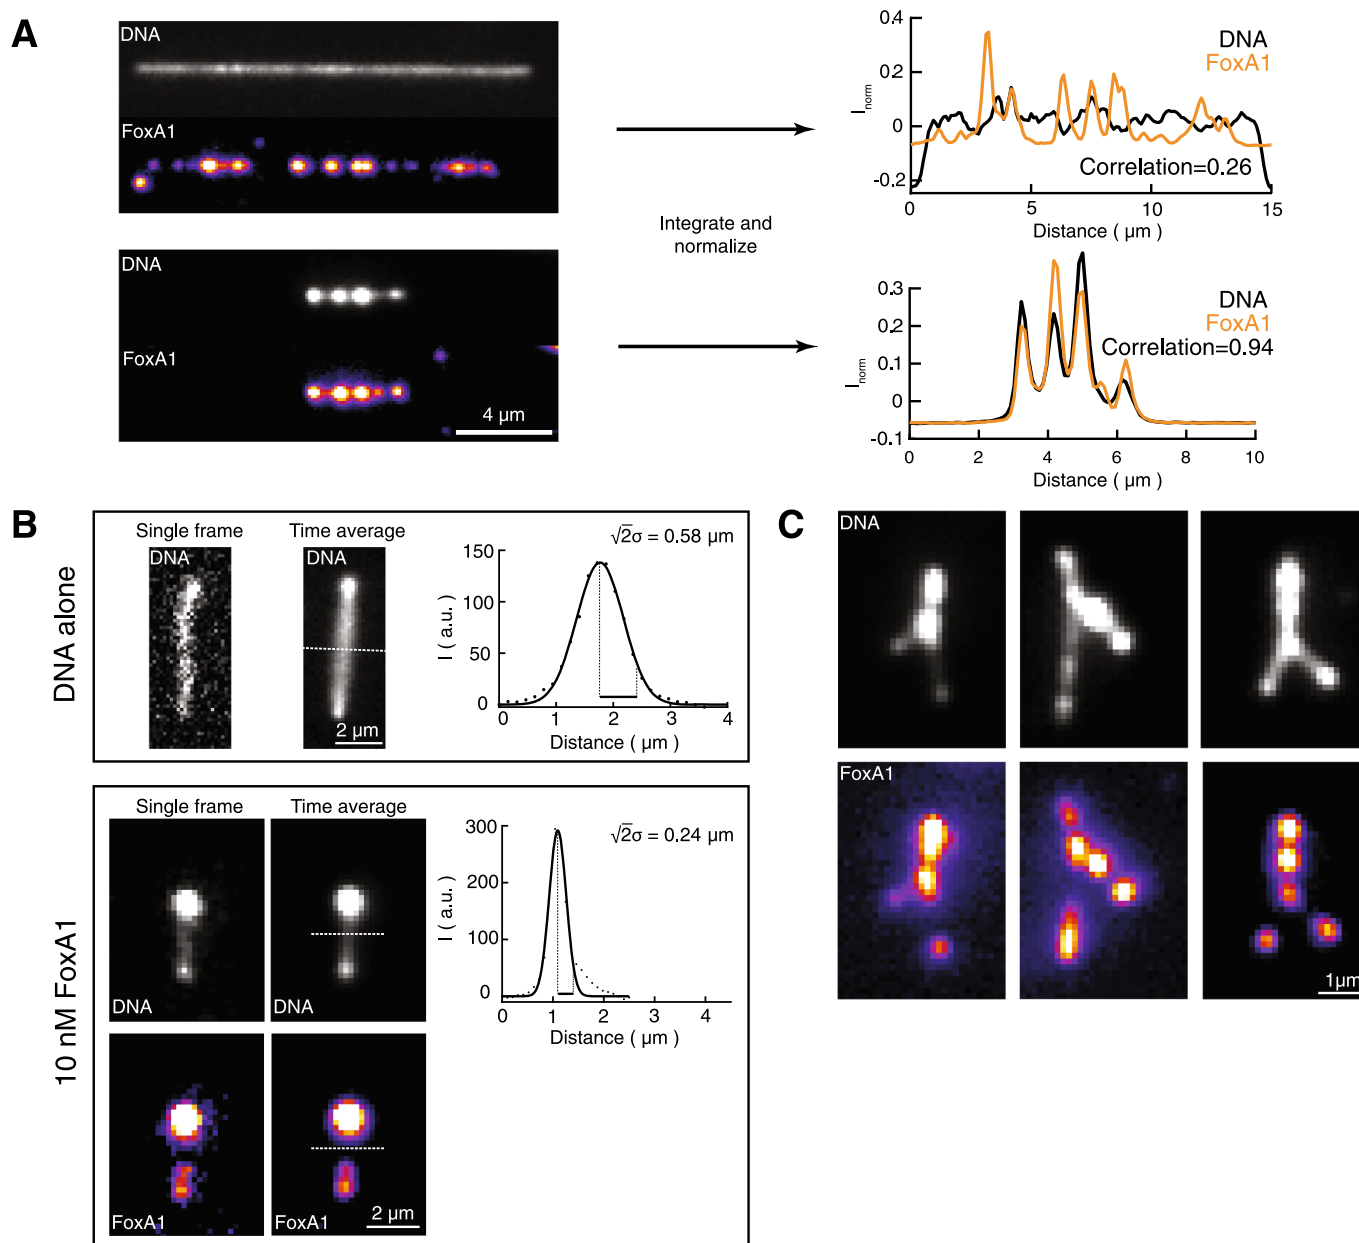 A
DNA
FoxA1
DNA
FoxA1
4 µm
Integrate and
normalize
0.4
0.2
0
-0.2
I norm
DNA
FoxA1
Correlation=0.26
0 5 10 15
Distance ( µm )
0.3
0.2
0.1
0
-0.1
I norm
DNA
FoxA1
Correlation=0.94
0 2 4 6 8 10
Distance ( µm )
B
DNA alone
Single frame
Time average
DNA
DNA
2 µm
√2σ = 0.58 µm
150
100
50
0
I ( a.u. )
0 1 2 3 4
Distance ( µm )
10 nM FoxA1
Single frame
Time average
DNA
DNA
FoxA1
FoxA1
2 µm
√2σ = 0.24 µm
300
200
300
0
I ( a.u. )
0 1 2 3 4
Distance ( µm )
C
DNA
FoxA1
1µm